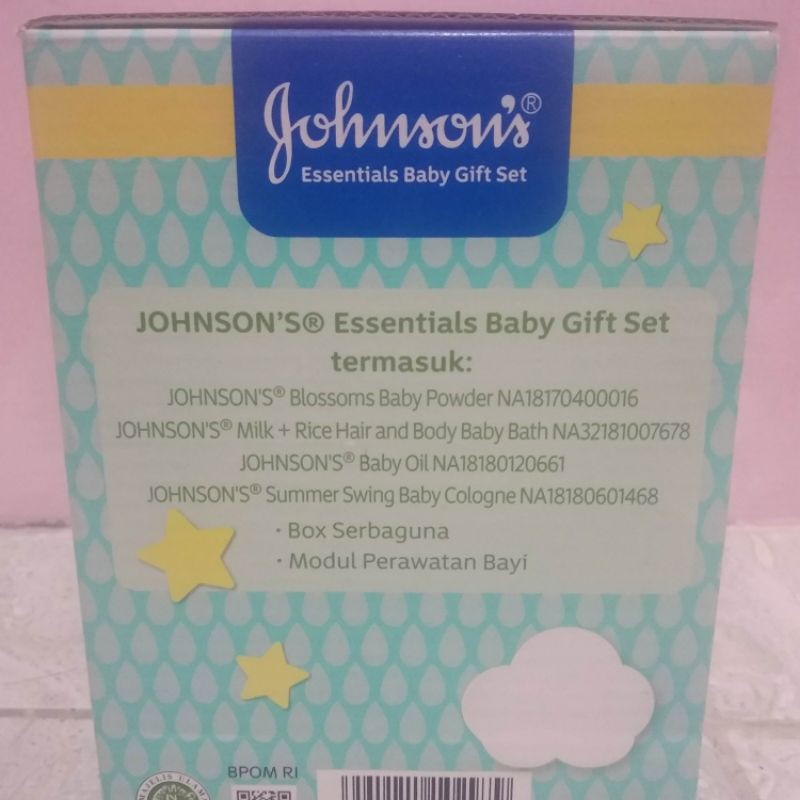 Johnson's®
Essentials Baby Gift Set
JOHNSON'S® Essentials Baby Gift Set
termasuk:
JOHNSON'S® Blossoms Baby Powder NA18170400016
JOHNSON'S® Milk + Rice Hair and Body Baby Bath NA32181007678
JOHNSON'S® Baby Oil NA18180120661
JOHNSON'S® Summer Swing Baby Cologne NA18180601468
· Box Serbaguna
· Modul Perawatan Bayi
BPOM RI
MAJELIS ULAMA